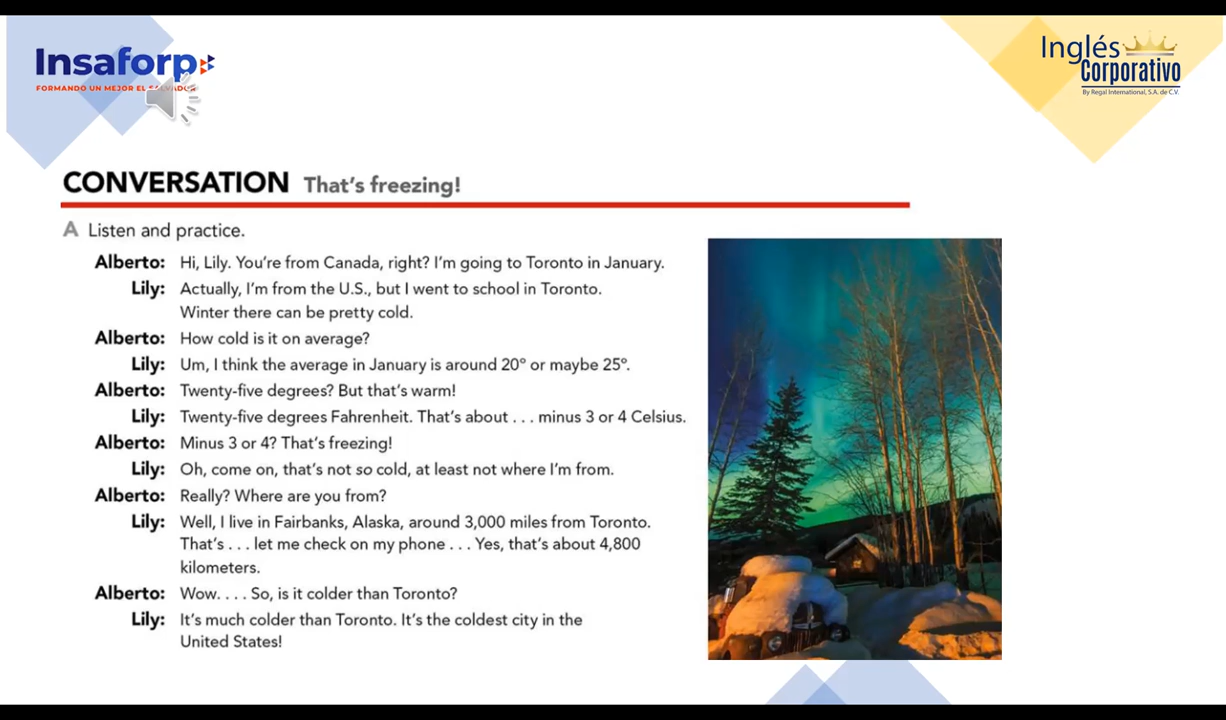 Insaforp
FORMANDO UN MEJOR EL SALVADOR
Inglés
Corporativo
By Regal International, S.A. de C.V.
CONVERSATION That's freezing!
A Listen and practice.
Alberto: Hi, Lily. You're from Canada, right? I'm going to Toronto in January.
Lily: Actually, I'm from the U.S., but I went to school in Toronto.
Winter there can be pretty cold.
Alberto: How cold is it on average?
Lily: Um, I think the average in January is around 20° or maybe 25°.
Alberto: Twenty-five degrees? But that's warm!
Lily: Twenty-five degrees Fahrenheit. That's about . . . minus 3 or 4 Celsius.
Alberto: Minus 3 or 4? That's freezing!
Lily: Oh, come on, that's not so cold, at least not where I'm from.
Alberto: Really? Where are you from?
Lily: Well, I live in Fairbanks, Alaska, around 3,000 miles from Toronto.
That's . . . let me check on my phone . . . Yes, that's about 4,800
kilometers.
Alberto: Wow. . . . So, is it colder than Toronto?
Lily: It's much colder than Toronto. It's the coldest city in the
United States!